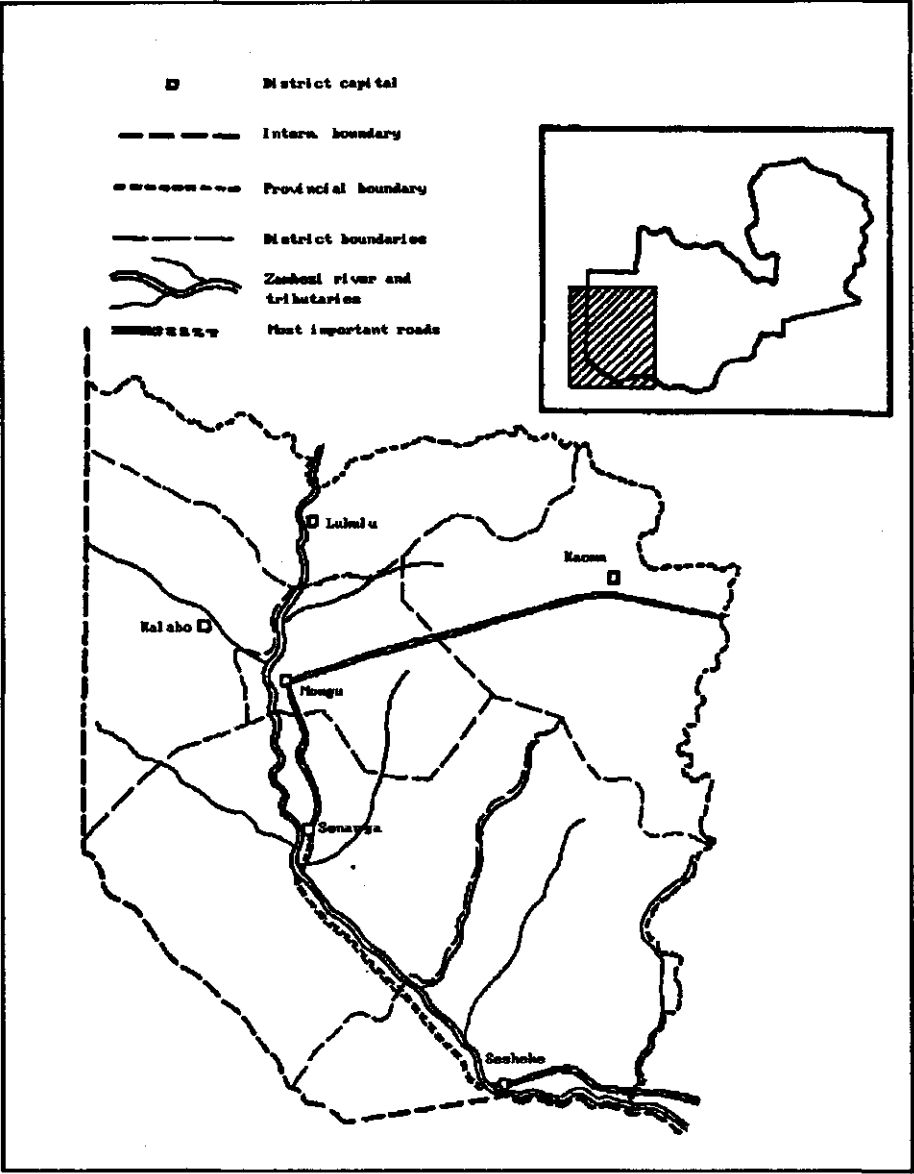 District capital
Intern. boundary
Provincial boundary
District boundaries
Zambezi river and
tributaries
Most important roads
Lukulu
Kaoma
Kalabo
Mongu
Senanga
Sesheke